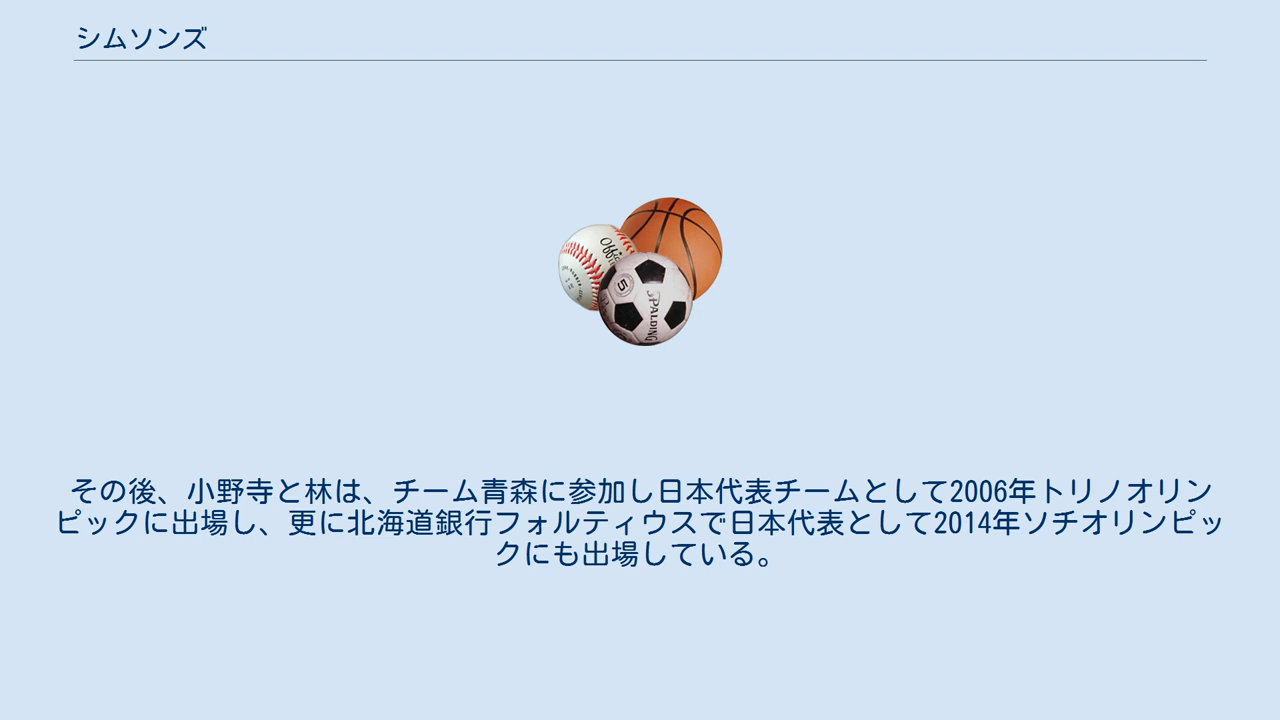 シムソンズ
Offic
5
SPALDING
その後、小野寺と林は、チーム青森に参加し日本代表チームとして2006年トリノオリン
ピックに出場し、更に北海道銀行フォルティウスで日本代表として2014年ソチオリンピッ
クにも出場している。